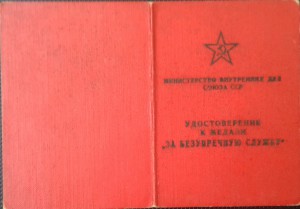 МИНИСТЕРСТВО ВНУТРЕННИХ ДЕЛ
СОЮЗА ССР
УДОСТОВЕРЕНИЕ
К МЕДАЛИ
„ЗА БЕЗУПРЕЧНУЮ СЛУЖБУ"